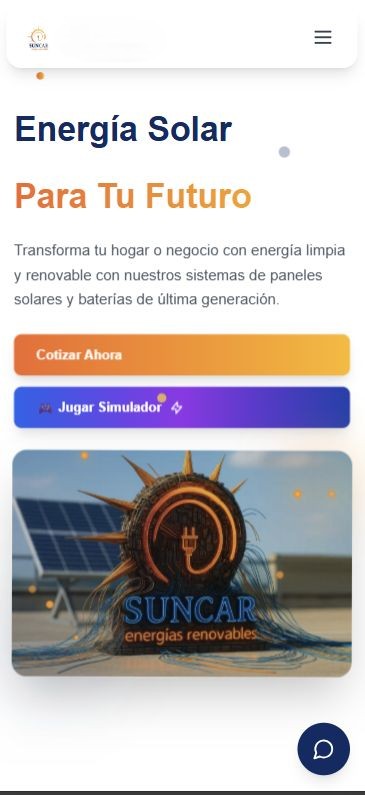 SUNCAR
Energía Solar
Para Tu Futuro
Transforma tu hogar o negocio con energía limpia
y renovable con nuestros sistemas de paneles
solares y baterías de última generación.
Cotizar Ahora
Jugar Simulador
SUNCAR
energías renovables